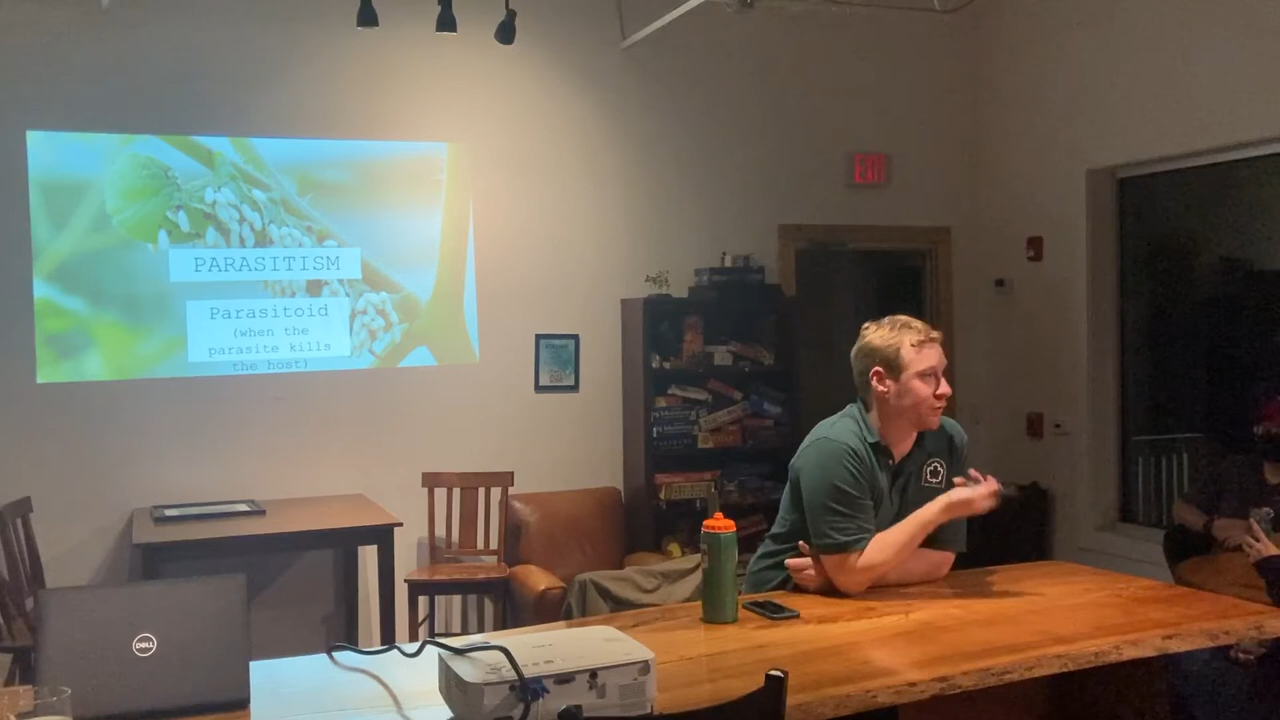 PARASITISM
Parasitoid
(when the
parasite kills
the host)
EXIT
DELL